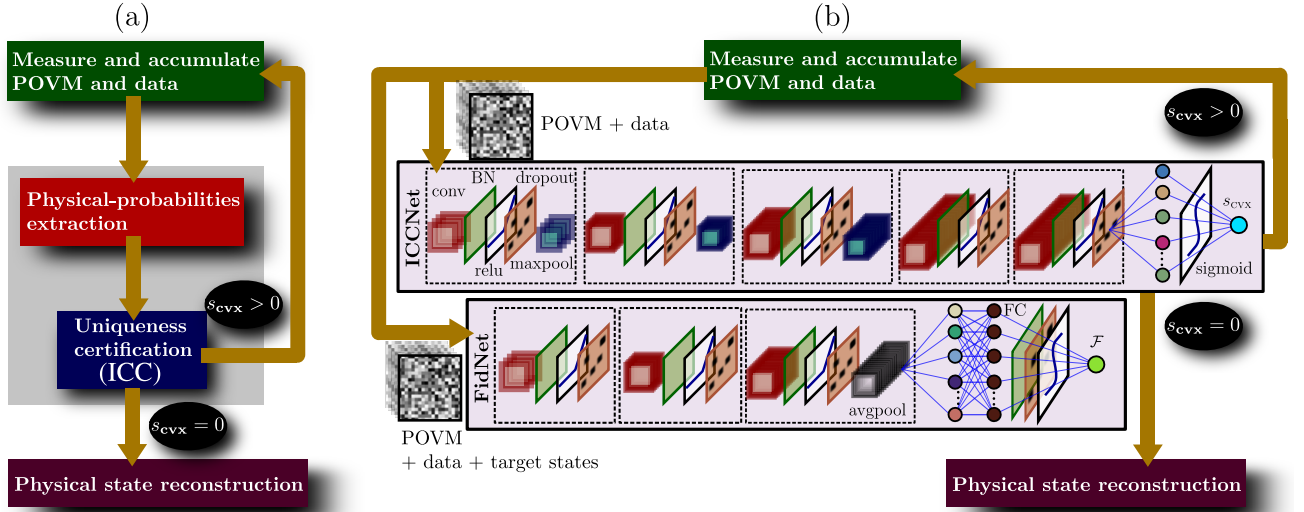 (a)
Measure and accumulate
POVM and data
Physical-probabilities
extraction
s_cvx > 0
Uniqueness
certification
(ICC)
s_cvx = 0
Physical state reconstruction
(b)
Measure and accumulate
POVM and data
s_cvx > 0
POVM + data
ICCNet
conv
BN
dropout
relu
maxpool
s_cvx
sigmoid
s_cvx = 0
FidNet
FC
avgpool
F
POVM
+ data + target states
Physical state reconstruction